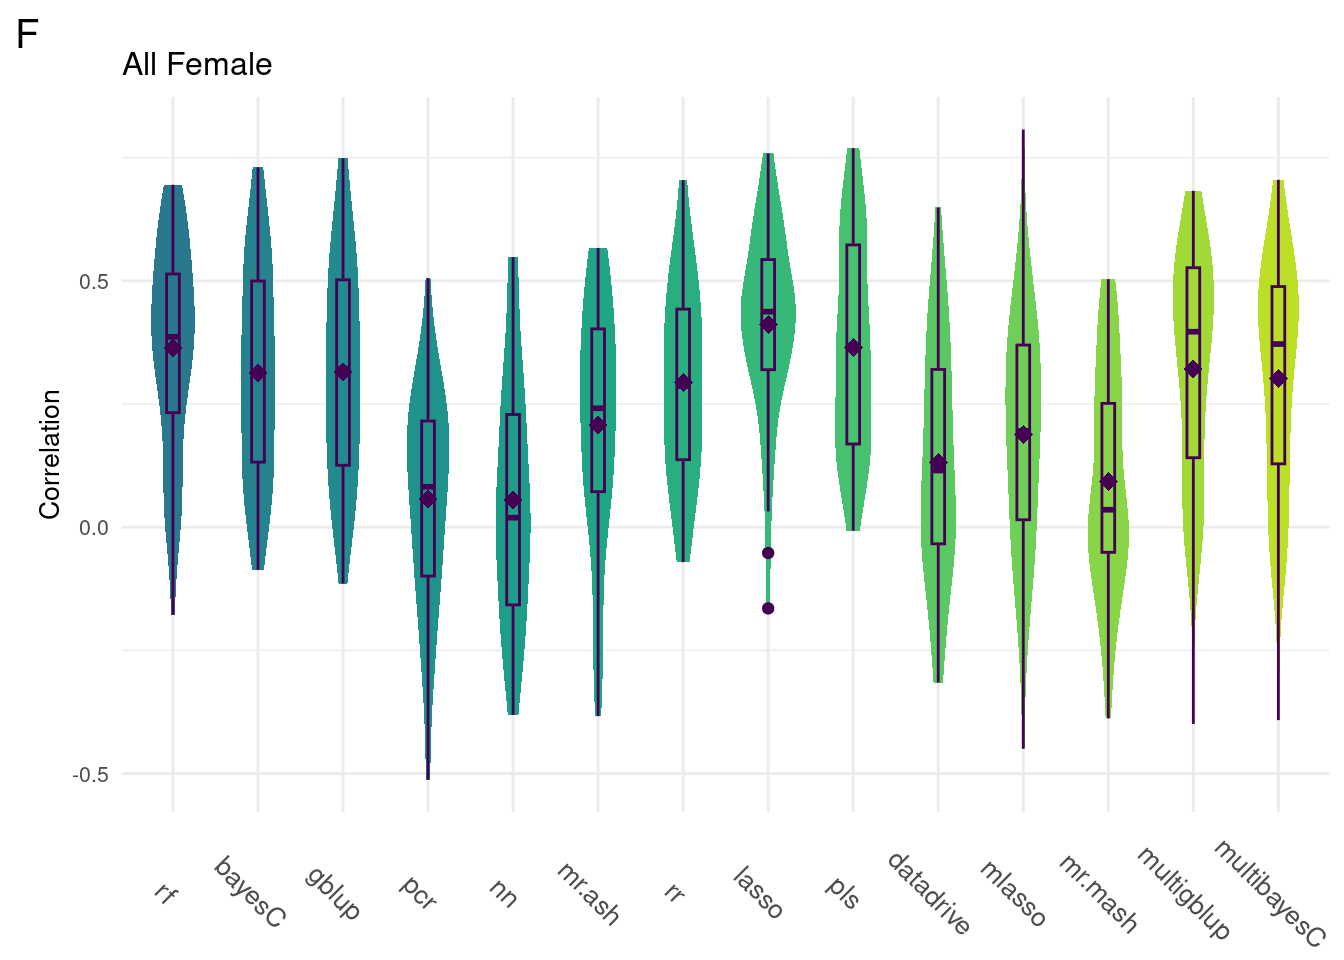 F
All Female
Correlation
0.5
0.0
-0.5
rf
bayesC
gblup
pcr
nn
mr.ash
rr
lasso
pls
datadrive
mlasso
mr.mash
multigblup
multibayesC